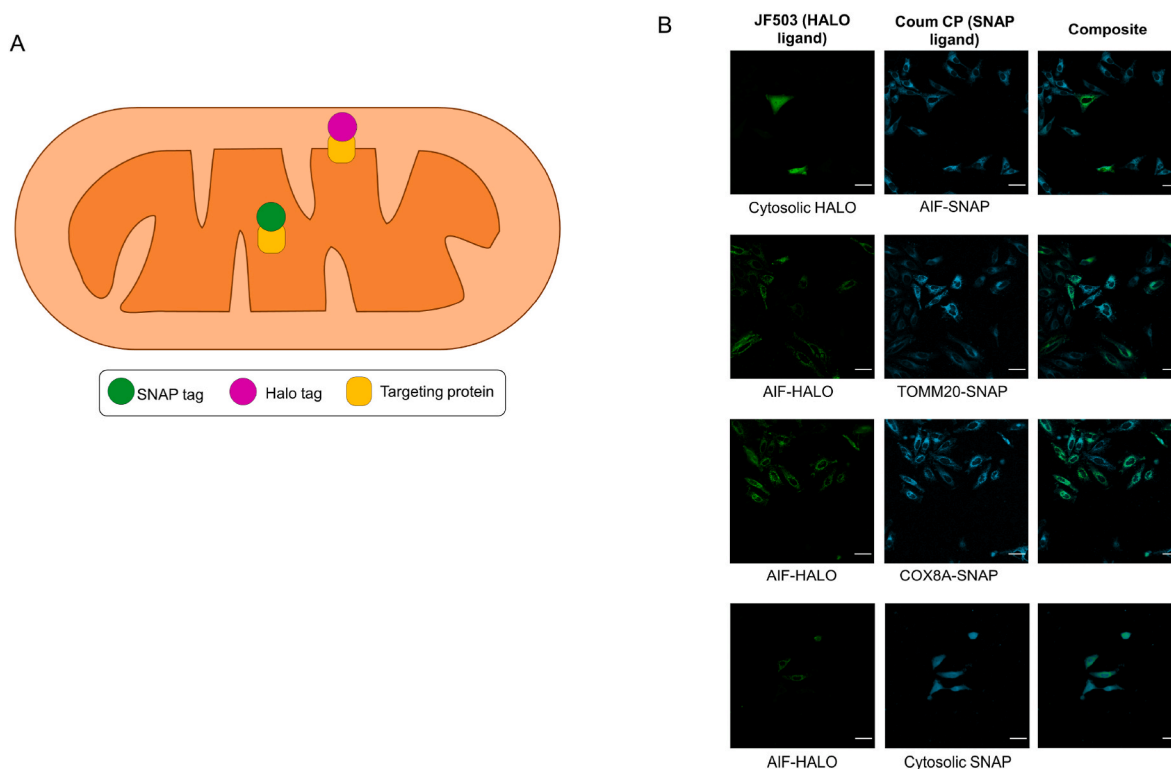 A
SNAP tag
Halo tag
Targeting protein
B
JF503 (HALO
ligand)
Coum CP (SNAP
ligand)
Composite
Cytosolic HALO
AIF-SNAP
AIF-HALO
TOMM20-SNAP
AIF-HALO
COX8A-SNAP
AIF-HALO
Cytosolic SNAP